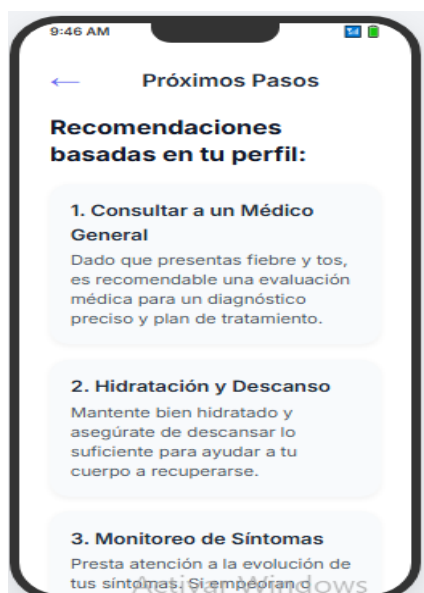 9:46 AM
Próximos Pasos
Recomendaciones
basadas en tu perfil:
1. Consultar a un Médico
General
Dado que presentas fiebre y tos,
es recomendable una evaluación
médica para un diagnóstico
preciso y plan de tratamiento.
2. Hidratación y Descanso
Mantente bien hidratado y
asegúrate de descansar lo
suficiente para ayudar a tu
cuerpo a recuperarse.
3. Monitoreo de Síntomas
Presta atención a la evolución de
tus síntomas. Si empeoran o
Activar Windows